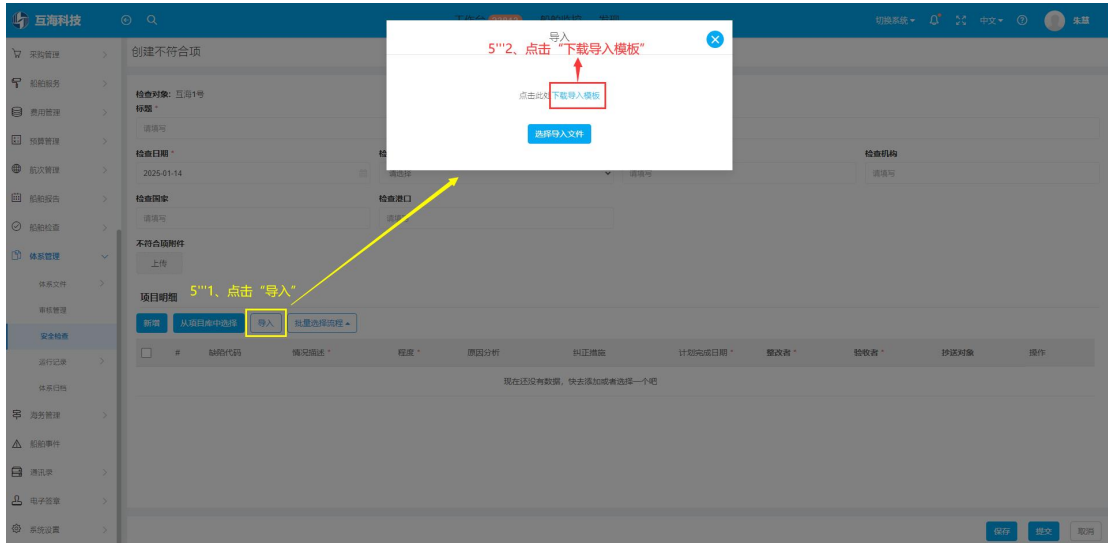 互海科技
切换系统
中文
朱慧
导入
5'''2、点击“下载导入模板”
点击此处下载导入模板
选择导入文件
采购管理
船舶服务
费用管理
预算管理
航次管理
船舶报告
船舶检查
体系管理
体系文件
审核管理
安全检查
运行记录
体系归档
海务管理
船舶事件
通讯录
电子签章
系统设置
创建不符合项
检查对象: 互海1号
标题 *
请填写
检查日期 *
检查机构
2025-01-14
请选择
请填写
请填写
检查国家
检查港口
请填写
不符合项附件
上传
项目明细
5'''1、点击“导入”
新增 从项目库中选择 导入 批量选择流程
# 缺陷代码 情况描述 * 程度 * 原因分析 纠正措施 计划完成日期 * 整改者 * 验收者 * 抄送对象 操作
现在还没有数据，快去添加或者选择一个吧
保存 提交 取消